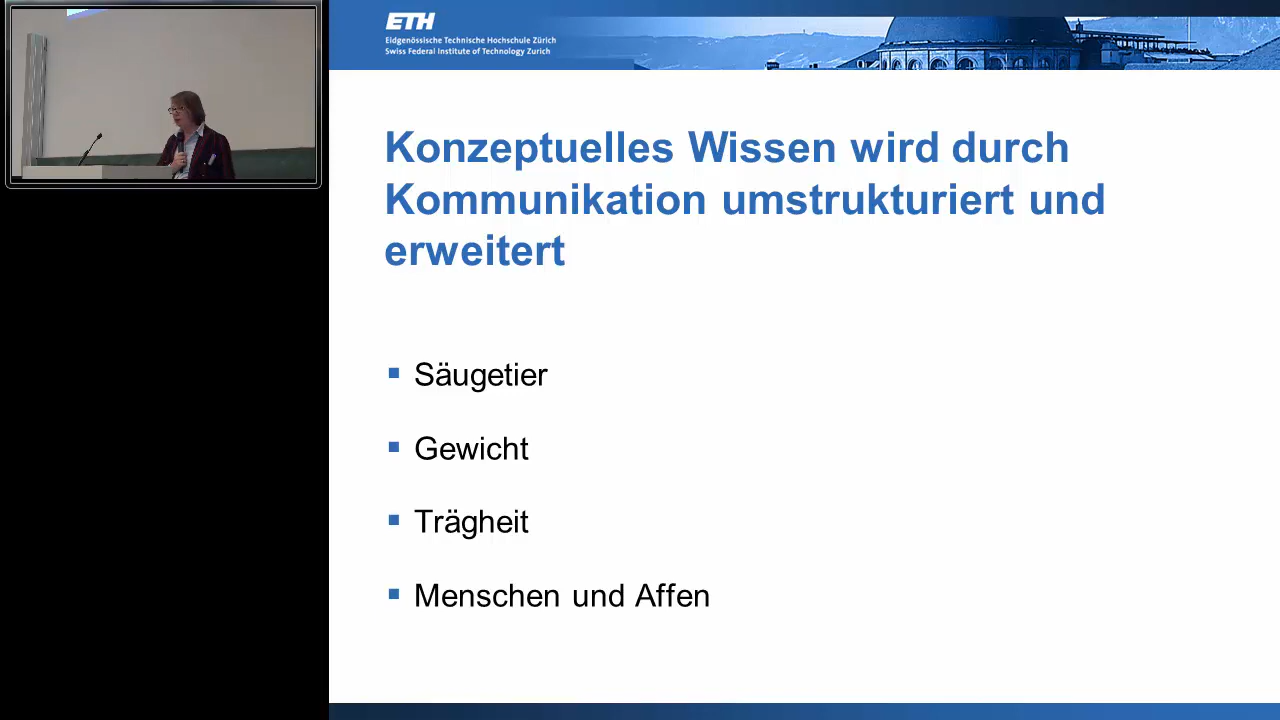 ETH
Eidgenössische Technische Hochschule Zürich
Swiss Federal Institute of Technology Zurich
Konzeptuelles Wissen wird durch
Kommunikation umstrukturiert und
erweitert
Säugetier
Gewicht
Trägheit
Menschen und Affen